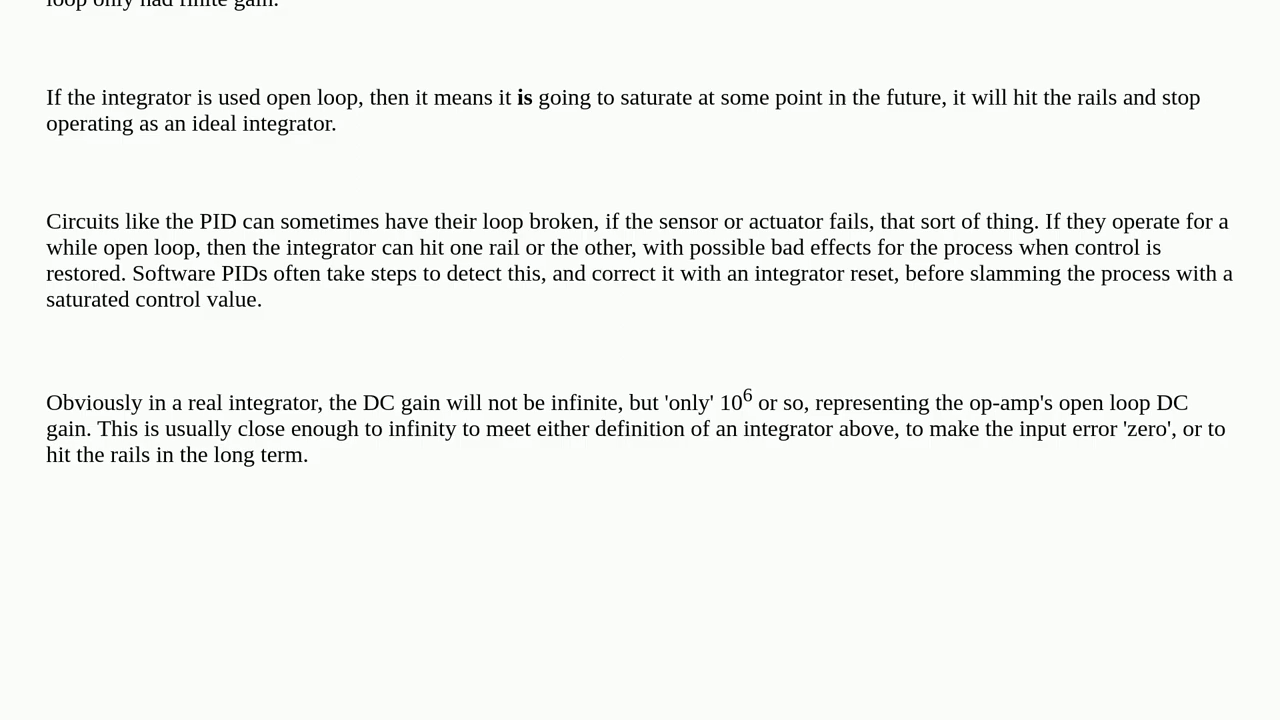 loop only had finite gain.
If the integrator is used open loop, then it means it is going to saturate at some point in the future, it will hit the rails and stop
operating as an ideal integrator.
Circuits like the PID can sometimes have their loop broken, if the sensor or actuator fails, that sort of thing. If they operate for a
while open loop, then the integrator can hit one rail or the other, with possible bad effects for the process when control is
restored. Software PIDs often take steps to detect this, and correct it with an integrator reset, before slamming the process with a
saturated control value.
Obviously in a real integrator, the DC gain will not be infinite, but 'only' 10⁶ or so, representing the op-amp's open loop DC
gain. This is usually close enough to infinity to meet either definition of an integrator above, to make the input error 'zero', or to
hit the rails in the long term.